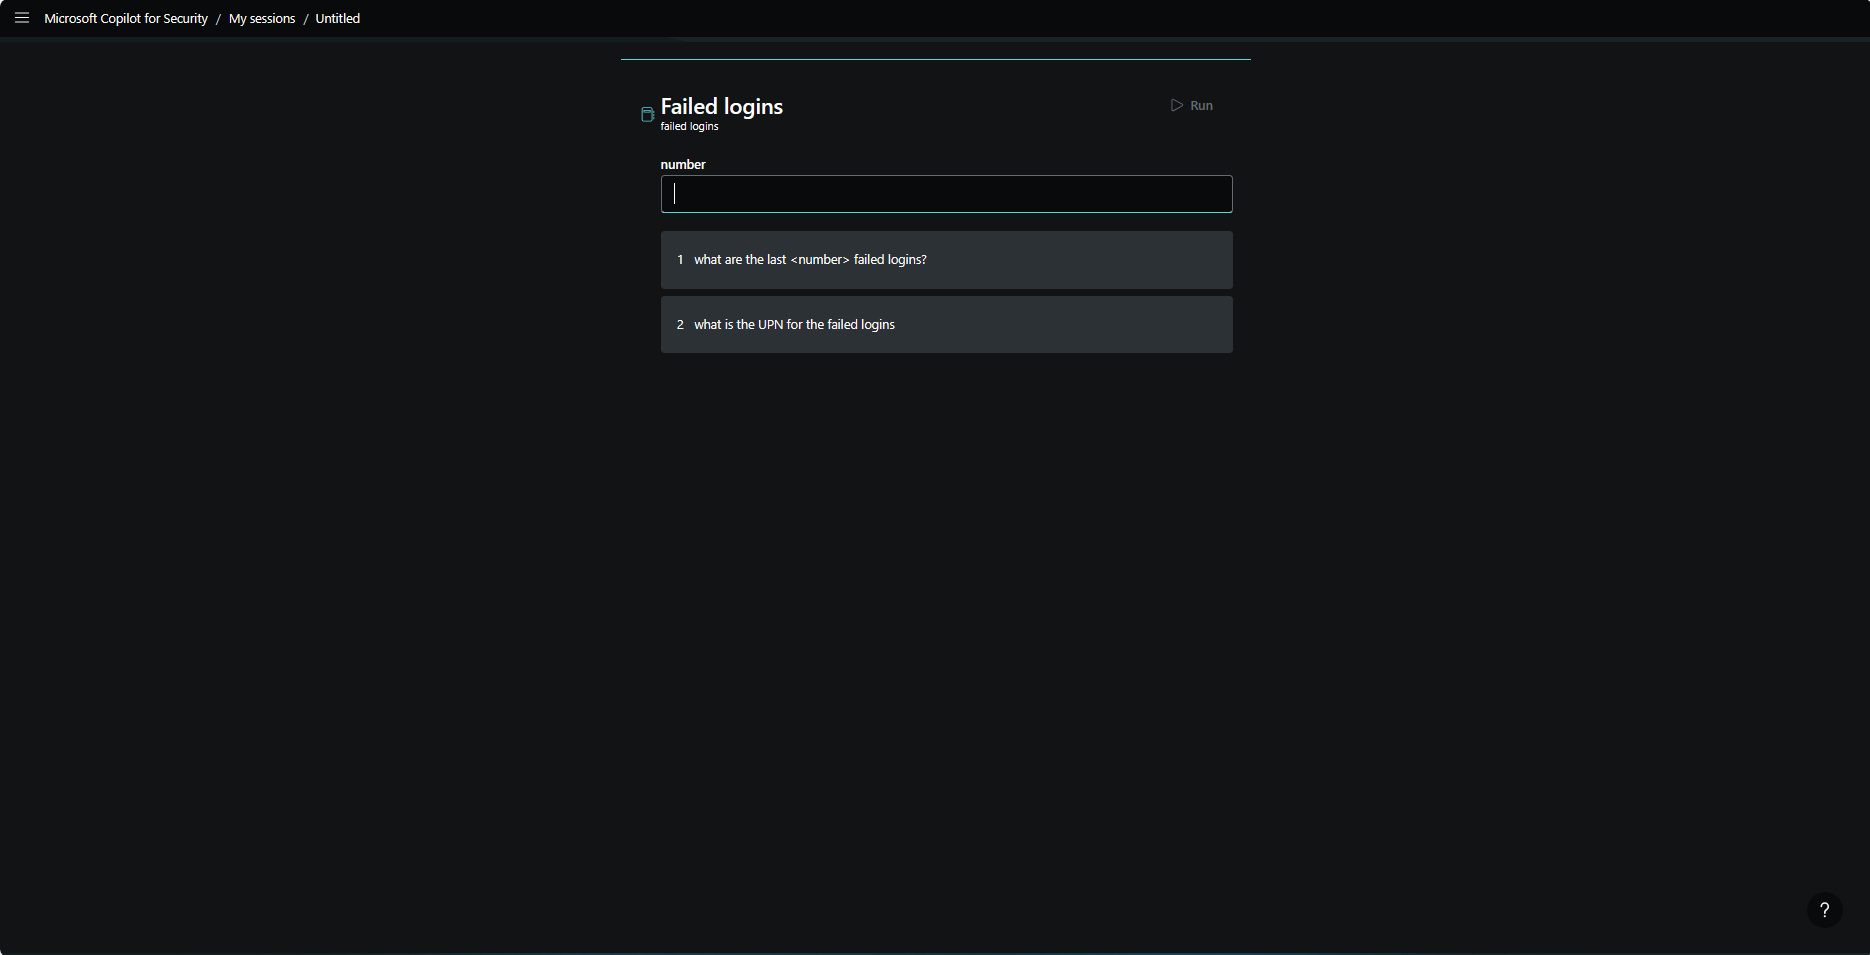 Microsoft Copilot for Security / My sessions / Untitled
Failed logins
Run
failed logins
number
1 what are the last <number> failed logins?
2 what is the UPN for the failed logins
?